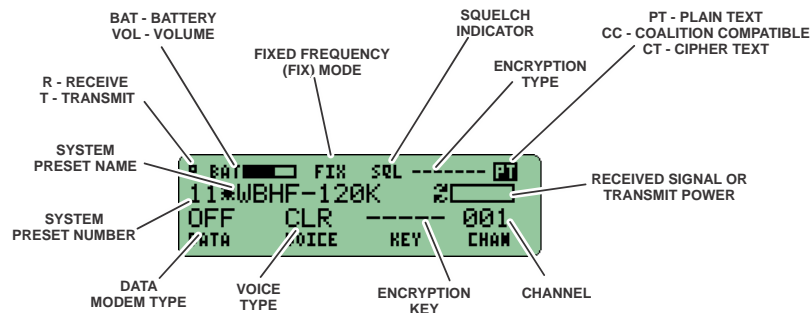 BAT - BATTERY
VOL - VOLUME
SQUELCH
INDICATOR
PT - PLAIN TEXT
CC - COALITION COMPATIBLE
CT - CIPHER TEXT
FIXED FREQUENCY
(FIX) MODE
ENCRYPTION
TYPE
R - RECEIVE
T - TRANSMIT
SYSTEM
PRESET NAME
R BAT FIX SQL ------- PT
11*WBHF-120K
OFF CLR ----- 001
DATA VOICE KEY CHAN
RECEIVED SIGNAL OR
TRANSMIT POWER
SYSTEM
PRESET NUMBER
DATA
MODEM TYPE
VOICE
TYPE
ENCRYPTION
KEY
CHANNEL